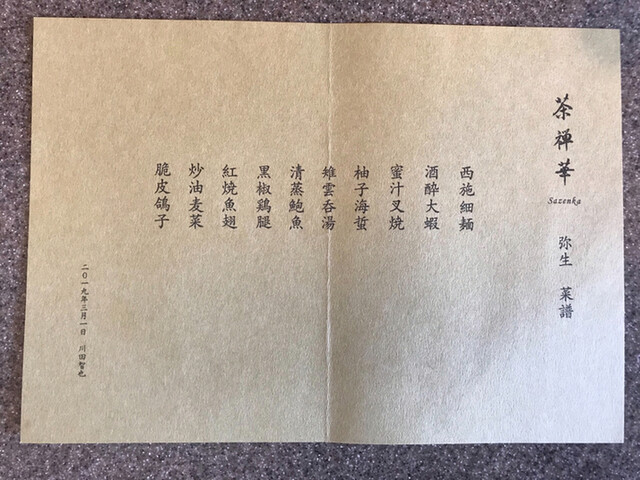 茶禅華
Sazenka
弥生 菜譜
西施細麺
酒酔大蝦
蜜汁叉焼
柚子海蜇
雉雲呑湯
清蒸鮑魚
黒椒鶏腿
紅焼魚翅
炒油麦菜
脆皮鴿子
二〇一九年三月一日 川田智也